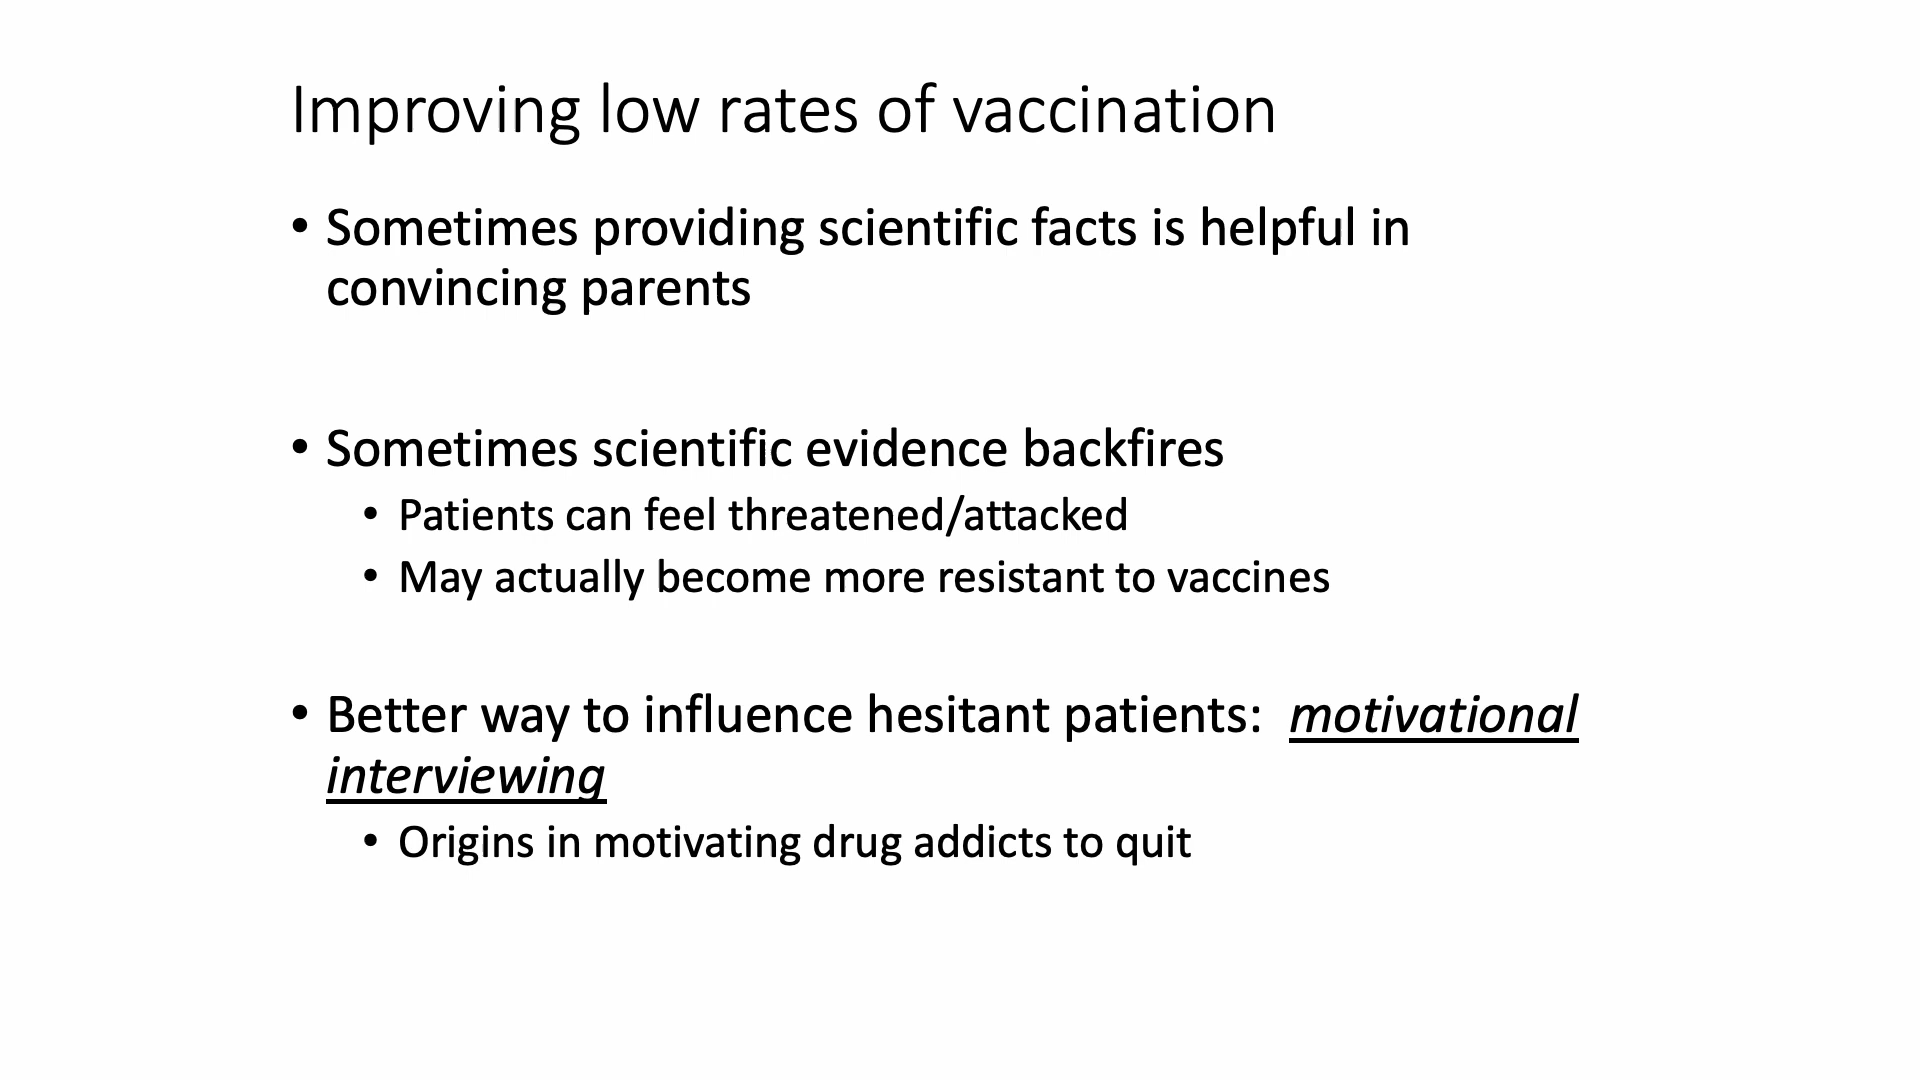 Improving low rates of vaccination
• Sometimes providing scientific facts is helpful in
convincing parents
• Sometimes scientific evidence backfires
• Patients can feel threatened/attacked
• May actually become more resistant to vaccines
• Better way to influence hesitant patients: motivational
interviewing
• Origins in motivating drug addicts to quit